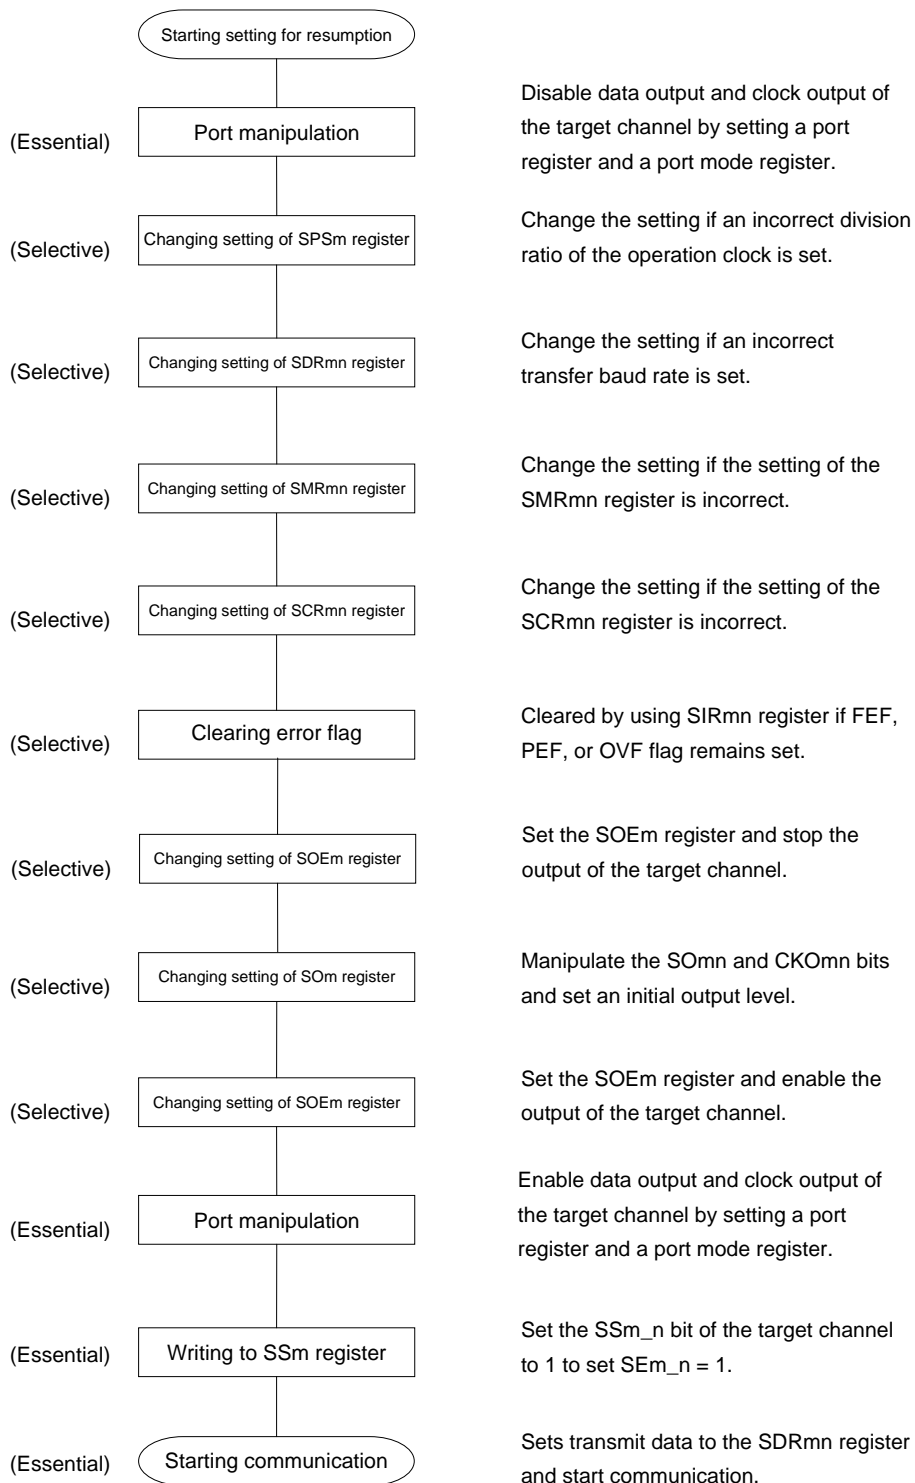 Starting setting for resumption
(Essential)
Port manipulation
Disable data output and clock output of
the target channel by setting a port
register and a port mode register.
(Selective)
Changing setting of SPSm register
Change the setting if an incorrect division
ratio of the operation clock is set.
(Selective)
Changing setting of SDRmn register
Change the setting if an incorrect
transfer baud rate is set.
(Selective)
Changing setting of SMRmn register
Change the setting if the setting of the
SMRmn register is incorrect.
(Selective)
Changing setting of SCRmn register
Change the setting if the setting of the
SCRmn register is incorrect.
(Selective)
Clearing error flag
Cleared by using SIRmn register if FEF,
PEF, or OVF flag remains set.
(Selective)
Changing setting of SOEm register
Set the SOEm register and stop the
output of the target channel.
(Selective)
Changing setting of SOm register
Manipulate the SOmn and CKOmn bits
and set an initial output level.
(Selective)
Changing setting of SOEm register
Set the SOEm register and enable the
output of the target channel.
(Essential)
Port manipulation
Enable data output and clock output of
the target channel by setting a port
register and a port mode register.
(Essential)
Writing to SSm register
Set the SSm_n bit of the target channel
to 1 to set SEm_n = 1.
(Essential)
Starting communication
Sets transmit data to the SDRmn register
and start communication.